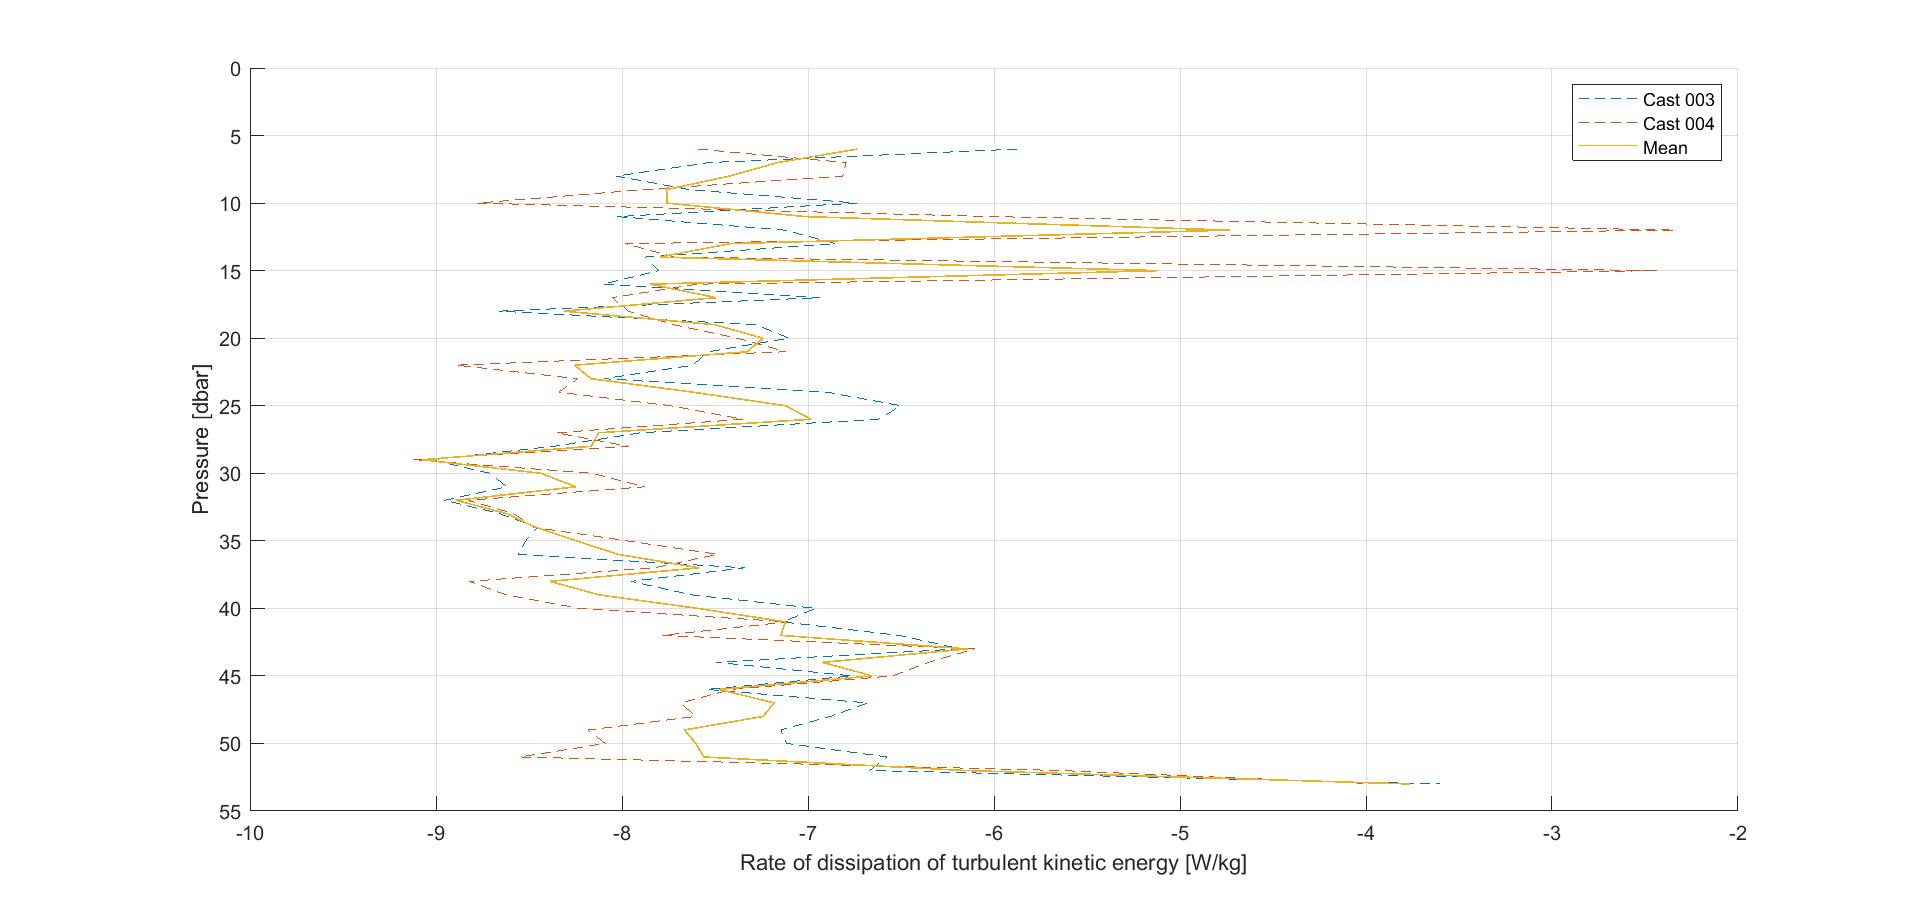 0
5
10
15
20
25
30
35
40
45
50
55
Pressure [dbar]
-10 -9 -8 -7 -6 -5 -4 -3 -2
Rate of dissipation of turbulent kinetic energy [W/kg]
Cast 003
Cast 004
Mean